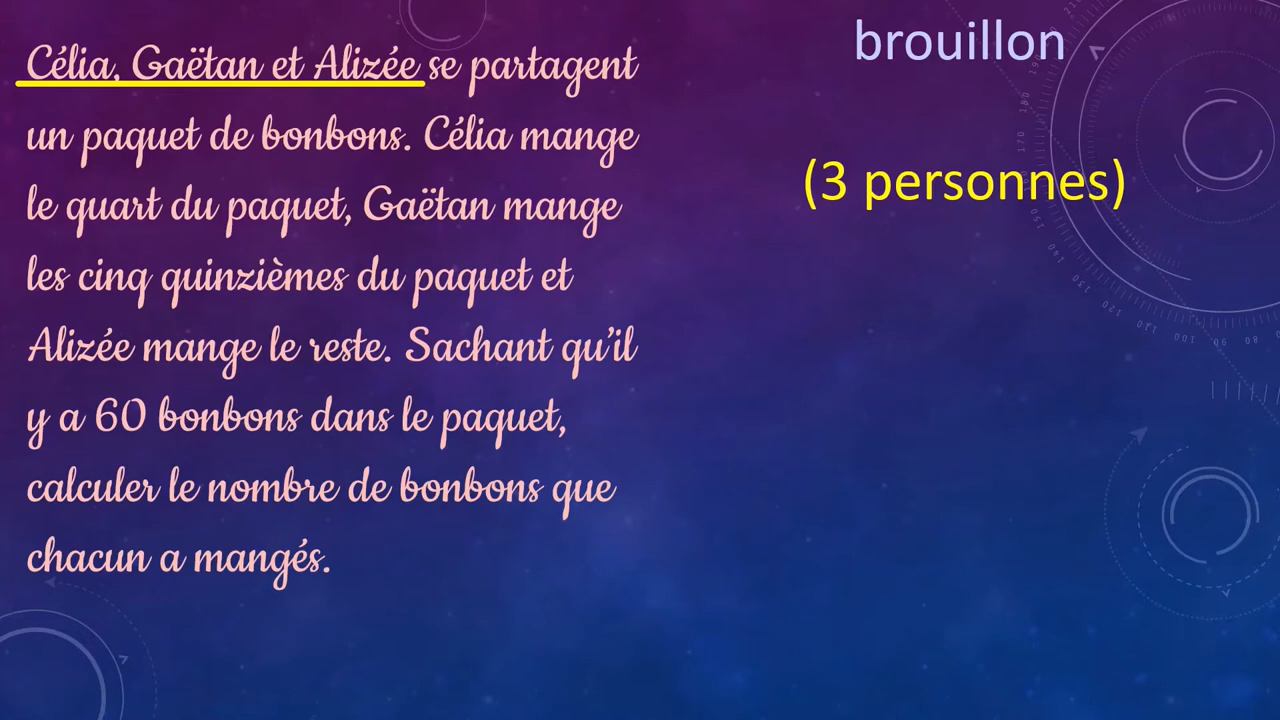 Célia, Gaëtan et Alizée se partagent
un paquet de bonbons. Célia mange
le quart du paquet, Gaëtan mange
les cinq quinzièmes du paquet et
Alizée mange le reste. Sachant qu’il
y a 60 bonbons dans le paquet,
calculer le nombre de bonbons que
chacun a mangés.
brouillon
(3 personnes)